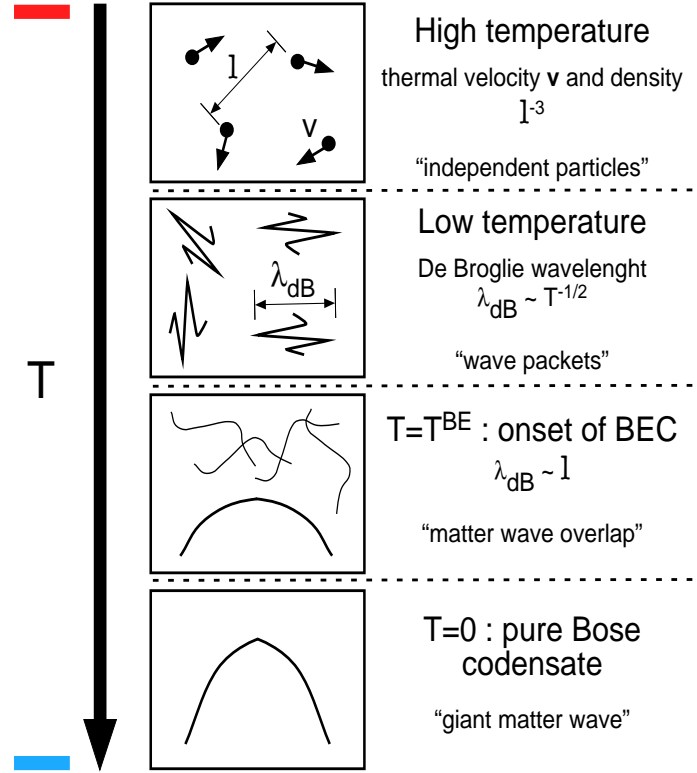 T
l
v
High temperature
thermal velocity v and density
l-3
“independent particles”
λdB
Low temperature
De Broglie wavelenght
λdB ~ T-1/2
“wave packets”
T=TBE : onset of BEC
λdB ~ l
“matter wave overlap”
T=0 : pure Bose
codensate
“giant matter wave”